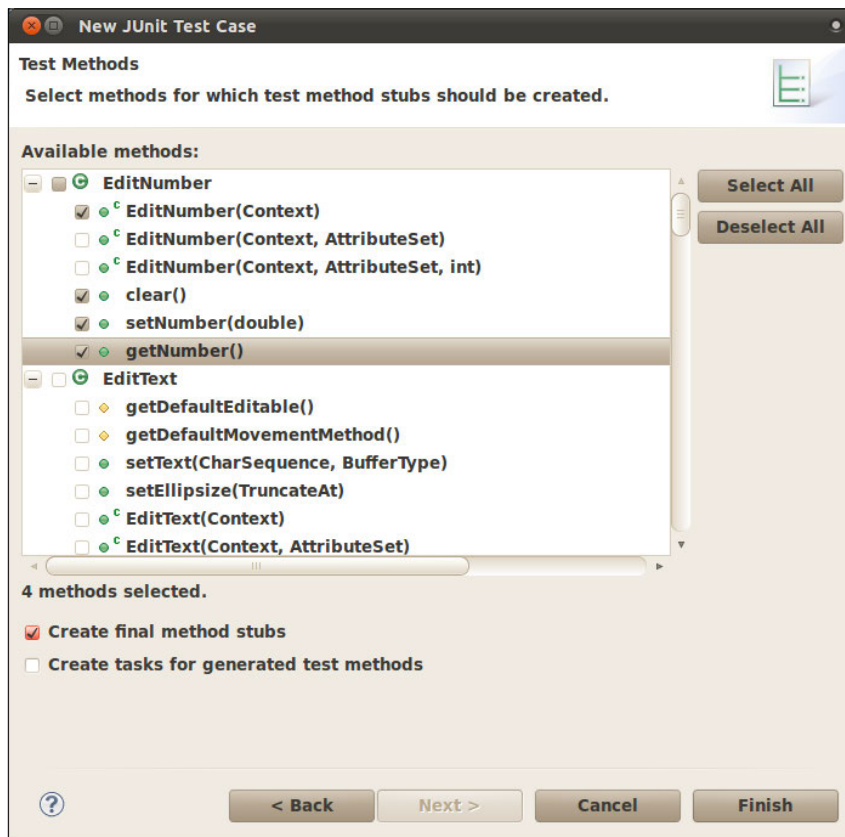 New JUnit Test Case
Test Methods
Select methods for which test method stubs should be created.
Available methods:
EditNumber
EditNumber(Context)
EditNumber(Context, AttributeSet)
EditNumber(Context, AttributeSet, int)
clear()
setNumber(double)
getNumber()
EditText
getDefaultEditable()
getDefaultMovementMethod()
setText(CharSequence, BufferType)
setEllipsize(TruncateAt)
EditText(Context)
EditText(Context, AttributeSet)
Select All
Deselect All
4 methods selected.
Create final method stubs
Create tasks for generated test methods
< Back
Next >
Cancel
Finish